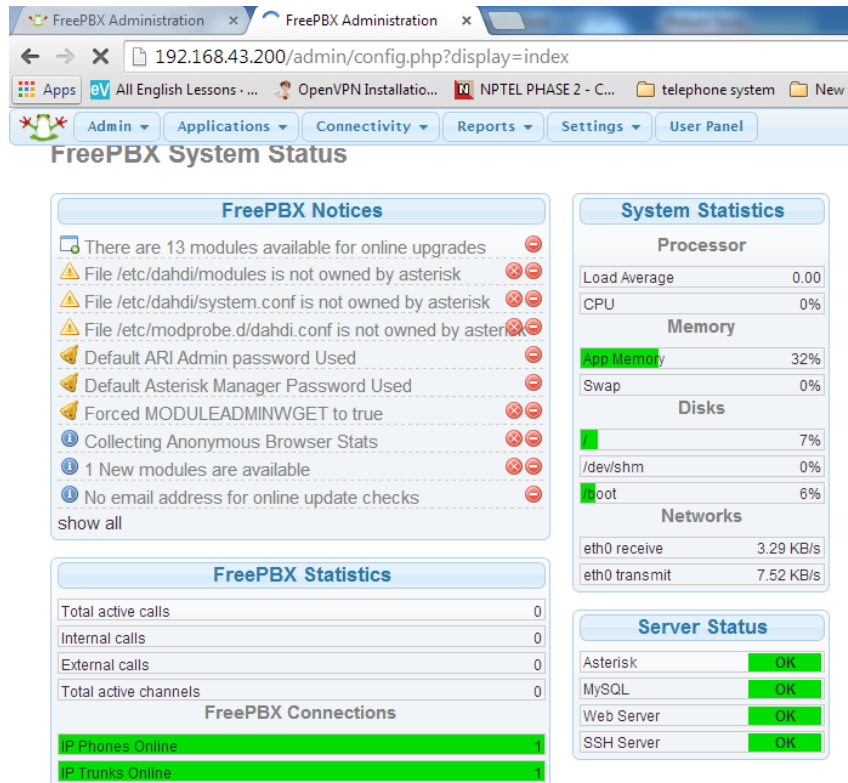 FreePBX Administration
FreePBX Administration
192.168.43.200/admin/config.php?display=index
Apps
All English Lessons · ...
OpenVPN Installatio...
NPTEL PHASE 2 - C...
telephone system
New
Admin
Applications
Connectivity
Reports
Settings
User Panel
FreePBX System Status
FreePBX Notices
There are 13 modules available for online upgrades
File /etc/dahdi/modules is not owned by asterisk
File /etc/dahdi/system.conf is not owned by asterisk
File /etc/modprobe.d/dahdi.conf is not owned by asterisk
Default ARI Admin password Used
Default Asterisk Manager Password Used
Forced MODULEADMINWGET to true
Collecting Anonymous Browser Stats
1 New modules are available
No email address for online update checks
show all
FreePBX Statistics
Total active calls 0
Internal calls 0
External calls 0
Total active channels 0
FreePBX Connections
IP Phones Online 1
IP Trunks Online 1
System Statistics
Processor
Load Average 0.00
CPU 0%
Memory
App Memory 32%
Swap 0%
Disks
/ 7%
/dev/shm 0%
/boot 6%
Networks
eth0 receive 3.29 KB/s
eth0 transmit 7.52 KB/s
Server Status
Asterisk OK
MySQL OK
Web Server OK
SSH Server OK